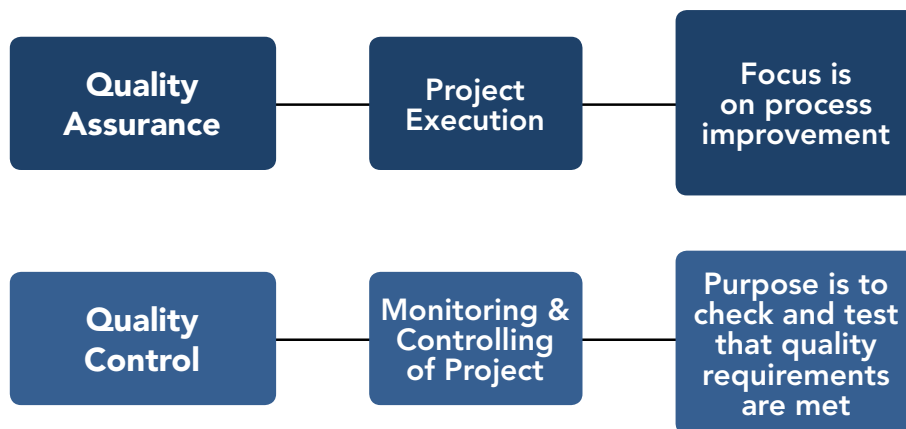 Quality
Assurance
Project
Execution
Focus is
on process
improvement
Quality
Control
Monitoring &
Controlling
of Project
Purpose is to
check and test
that quality
requirements
are met